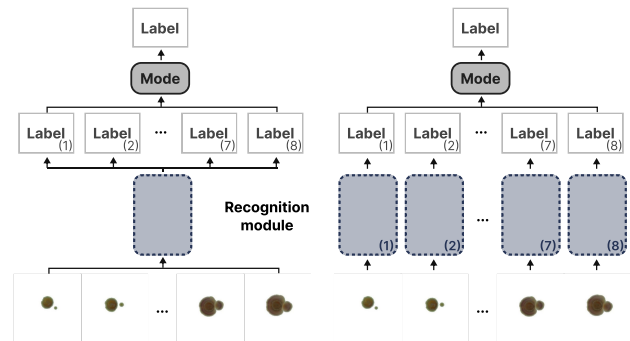 Label
Mode
Label (1)
Label (2)
...
Label (7)
Label (8)
Recognition
module
...
Label
Mode
Label (1)
Label (2)
...
Label (7)
Label (8)
(1)
(2)
...
(7)
(8)
...